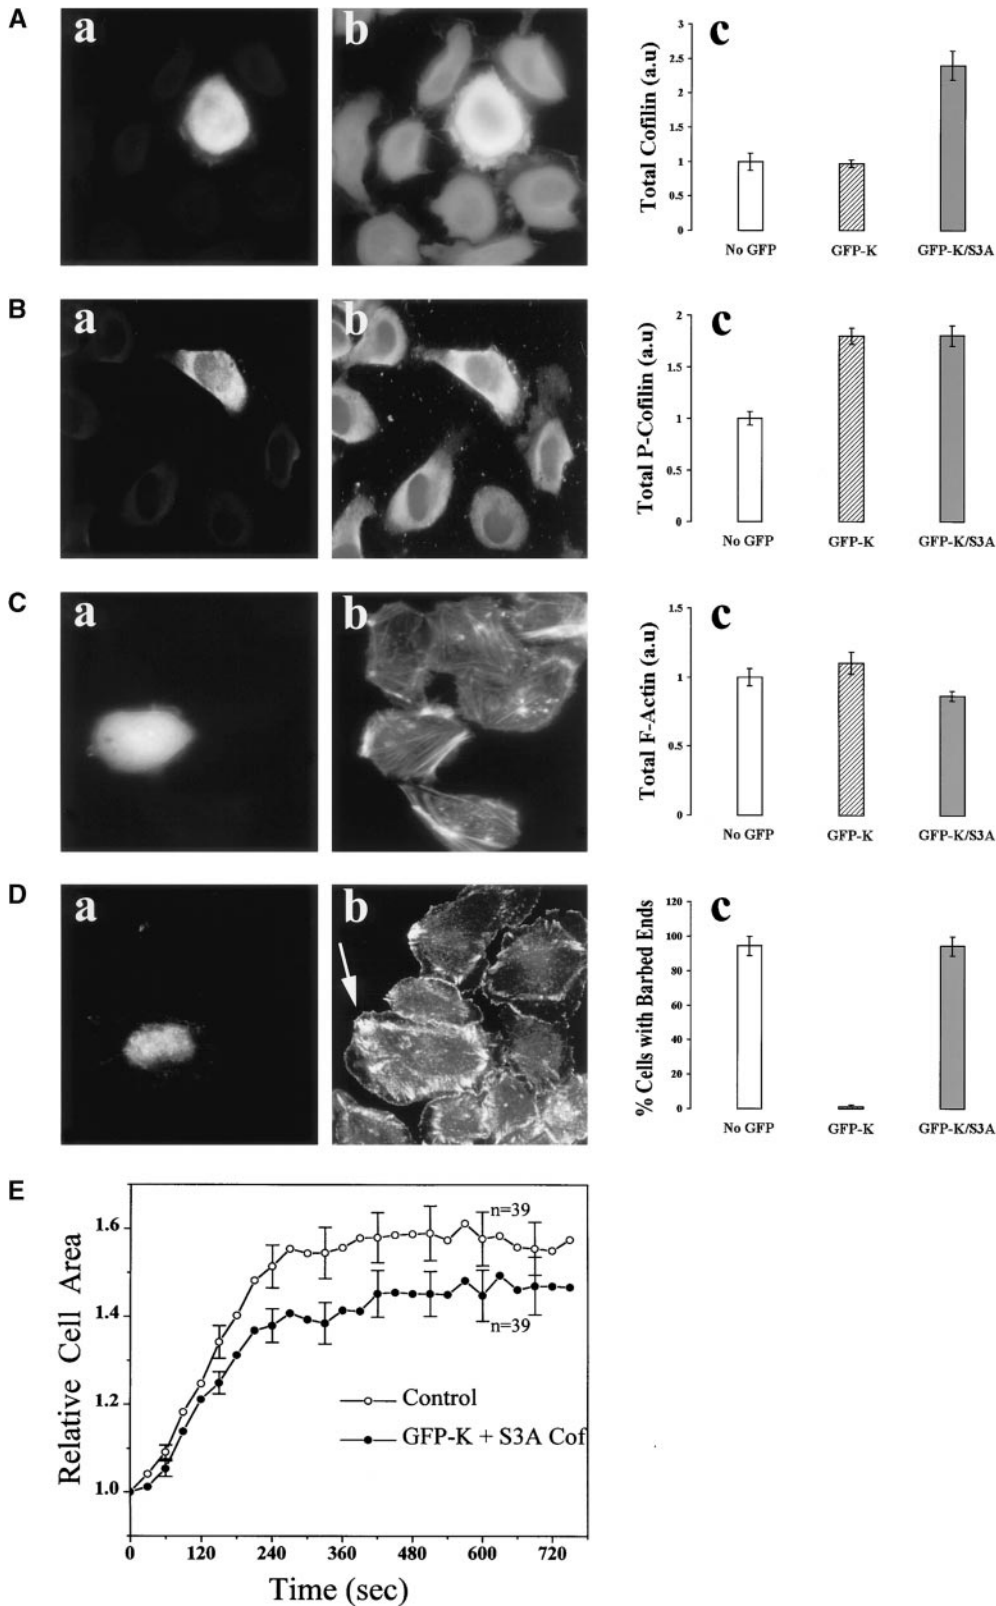 A
a
b
c
Total Cofilin (a.u)
3
2.5
2
1.5
1
0.5
0
No GFP
GFP-K
GFP-K/S3A
B
a
b
c
Total P-Cofilin (a.u)
2
1.5
1
0.5
0
No GFP
GFP-K
GFP-K/S3A
C
a
b
c
Total F-Actin (a.u)
1.5
1
0.5
0
No GFP
GFP-K
GFP-K/S3A
D
a
b
c
% Cells with Barbed Ends
120
100
80
60
40
20
0
No GFP
GFP-K
GFP-K/S3A
E
Relative Cell Area
1.6
1.4
1.2
1.0
n=39
n=39
Control
GFP-K + S3A Cof
0 120 240 360 480 600 720
Time (sec)